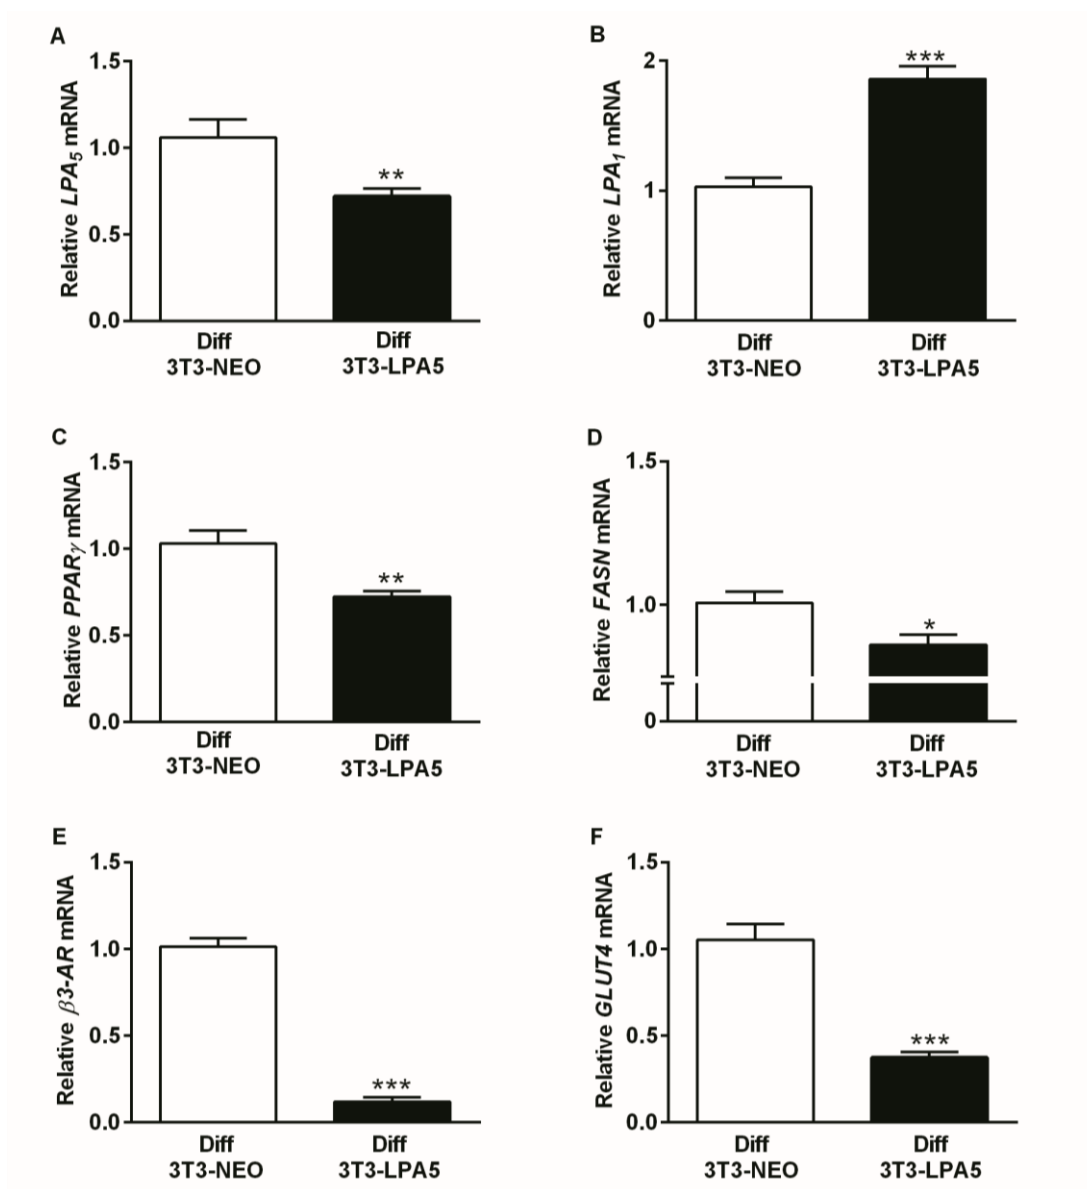 A
Relative LPA5 mRNA
1.5
1.0
0.5
0.0
**
Diff
3T3-NEO
Diff
3T3-LPA5
B
Relative LPA1 mRNA
2
1
0
***
Diff
3T3-NEO
Diff
3T3-LPA5
C
Relative PPARγ mRNA
1.5
1.0
0.5
0.0
**
Diff
3T3-NEO
Diff
3T3-LPA5
D
Relative FASN mRNA
1.5
1.0
0
*
Diff
3T3-NEO
Diff
3T3-LPA5
E
Relative β3-AR mRNA
1.5
1.0
0.5
0.0
***
Diff
3T3-NEO
Diff
3T3-LPA5
F
Relative GLUT4 mRNA
1.5
1.0
0.5
0.0
***
Diff
3T3-NEO
Diff
3T3-LPA5